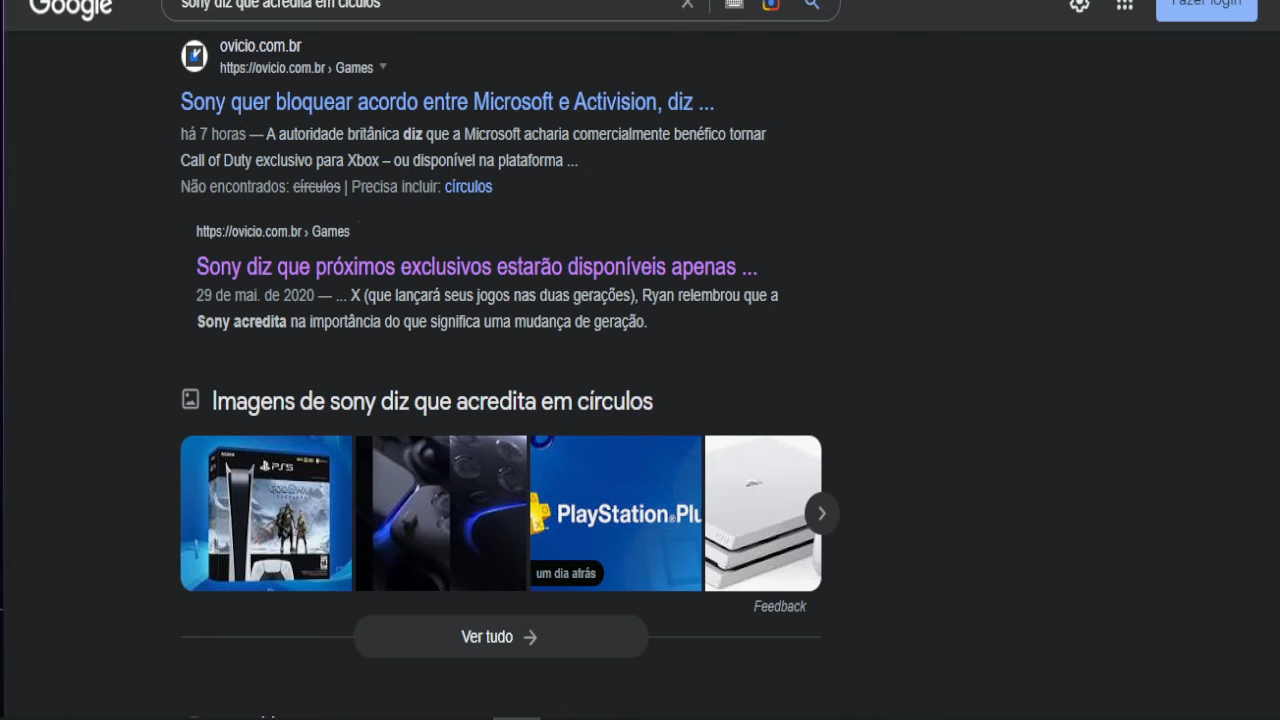 Google
sony diz que acredita em cículos
Fazer login
ovicio.com.br
https://ovicio.com.br › Games
Sony quer bloquear acordo entre Microsoft e Activision, diz ...
há 7 horas — A autoridade britânica diz que a Microsoft acharia comercialmente benéfico tornar
Call of Duty exclusivo para Xbox – ou disponível na plataforma ...
Não encontrados: círculos | Precisa incluir: círculos
https://ovicio.com.br › Games
Sony diz que próximos exclusivos estarão disponíveis apenas ...
29 de mai. de 2020 — ... X (que lançará seus jogos nas duas gerações), Ryan relembrou que a
Sony acredita na importância do que significa uma mudança de geração.
Imagens de sony diz que acredita em círculos
SONY
PS5
GOD OF WAR
PlayStation®Plu
um dia atrás
Feedback
Ver tudo